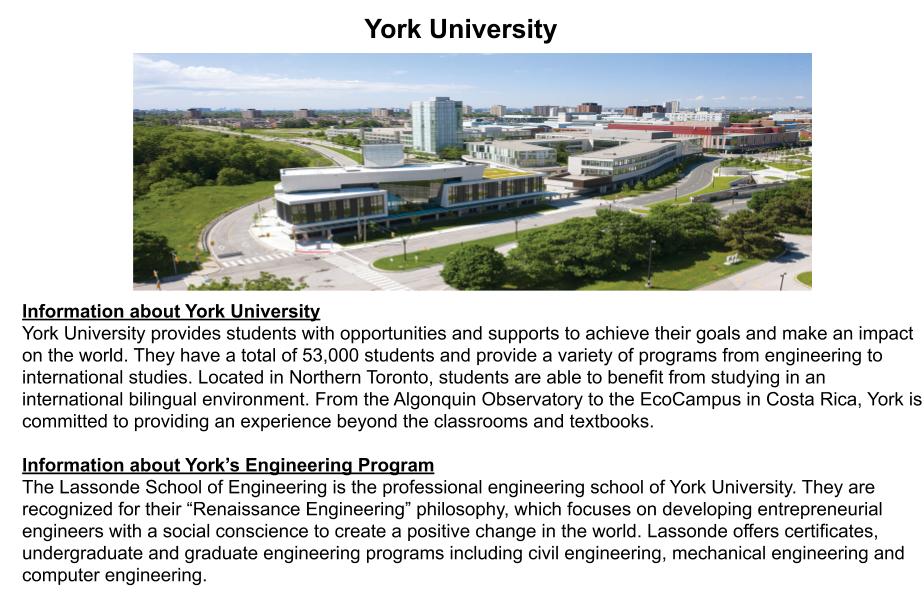 York University
Information about York University
York University provides students with opportunities and supports to achieve their goals and make an impact
on the world. They have a total of 53,000 students and provide a variety of programs from engineering to
international studies. Located in Northern Toronto, students are able to benefit from studying in an
international bilingual environment. From the Algonquin Observatory to the EcoCampus in Costa Rica, York is
committed to providing an experience beyond the classrooms and textbooks.
Information about York’s Engineering Program
The Lassonde School of Engineering is the professional engineering school of York University. They are
recognized for their “Renaissance Engineering” philosophy, which focuses on developing entrepreneurial
engineers with a social conscience to create a positive change in the world. Lassonde offers certificates,
undergraduate and graduate engineering programs including civil engineering, mechanical engineering and
computer engineering.